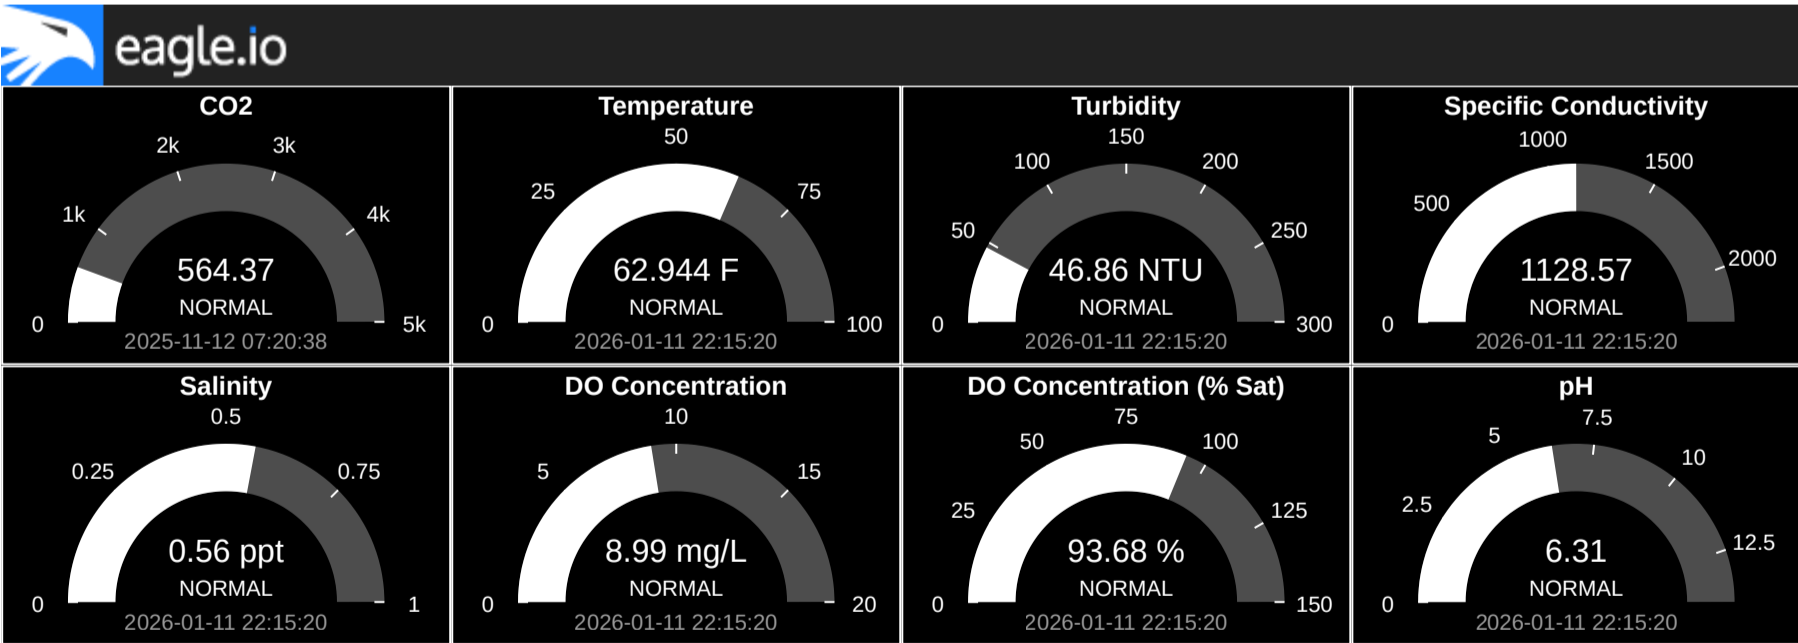 eagle.io
CO2
2k
3k
1k
4k
564.37
NORMAL
0
5k
2025-11-12 07:20:38
Temperature
50
25
75
62.944 F
NORMAL
0
100
2026-01-11 22:15:20
Turbidity
150
100
200
50
250
46.86 NTU
NORMAL
0
300
2026-01-11 22:15:20
Specific Conductivity
1000
1500
500
2000
1128.57
NORMAL
0
2026-01-11 22:15:20
Salinity
0.5
0.25
0.75
0.56 ppt
NORMAL
0
1
2026-01-11 22:15:20
DO Concentration
10
5
15
8.99 mg/L
NORMAL
0
20
2026-01-11 22:15:20
DO Concentration (% Sat)
75
50
100
25
125
93.68 %
NORMAL
0
150
2026-01-11 22:15:20
pH
7.5
5
10
2.5
12.5
6.31
NORMAL
0
2026-01-11 22:15:20